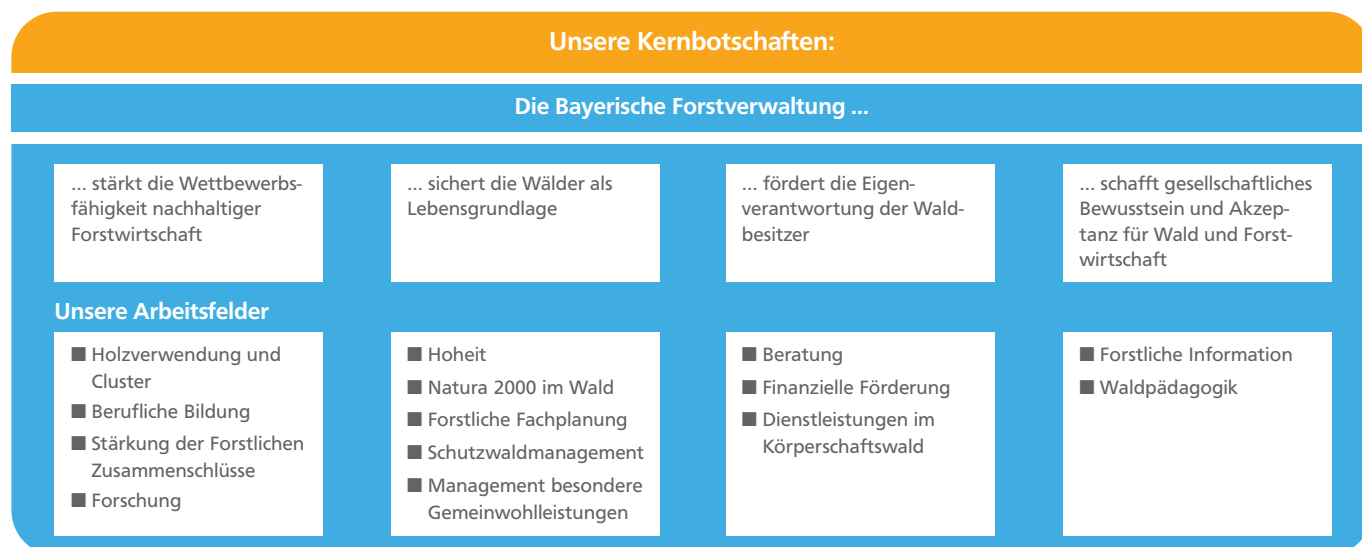 Unsere Kernbotschaften:
Die Bayerische Forstverwaltung ...
... stärkt die Wettbewerbs-
fähigkeit nachhaltiger
Forstwirtschaft
... sichert die Wälder als
Lebensgrundlage
... fördert die Eigen-
verantwortung der Wald-
besitzer
... schafft gesellschaftliches
Bewusstsein und Akzep-
tanz für Wald und Forst-
wirtschaft
Unsere Arbeitsfelder
■ Holzverwendung und
Cluster
■ Berufliche Bildung
■ Stärkung der Forstlichen
Zusammenschlüsse
■ Forschung
■ Hoheit
■ Natura 2000 im Wald
■ Forstliche Fachplanung
■ Schutzwaldmanagement
■ Management besondere
Gemeinwohlleistungen
■ Beratung
■ Finanzielle Förderung
■ Dienstleistungen im
Körperschaftswald
■ Forstliche Information
■ Waldpädagogik